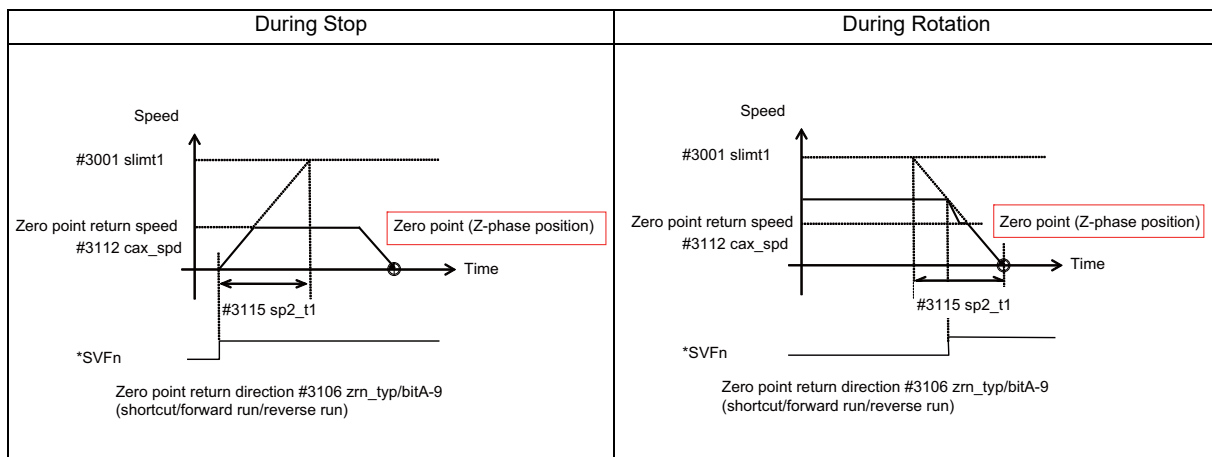 During Stop
Speed
#3001 slimt1
Zero point return speed
#3112 cax_spd
Zero point (Z-phase position)
Time
#3115 sp2_t1
*SVFn
Zero point return direction #3106 zrn_typ/bitA-9
(shortcut/forward run/reverse run)
During Rotation
Speed
#3001 slimt1
Zero point return speed
#3112 cax_spd
Zero point (Z-phase position)
Time
#3115 sp2_t1
*SVFn
Zero point return direction #3106 zrn_typ/bitA-9
(shortcut/forward run/reverse run)